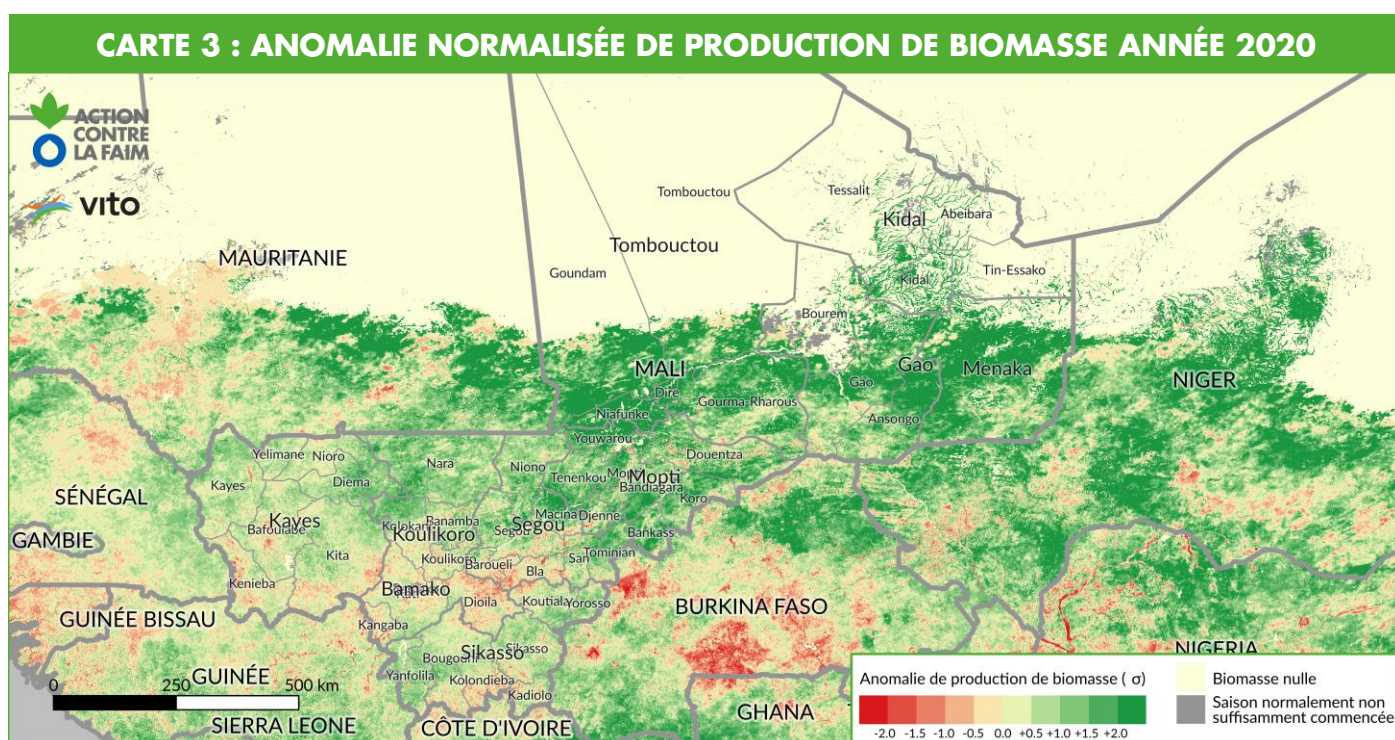 CARTE 3 : ANOMALIE NORMALISÉE DE PRODUCTION DE BIOMASSE ANNÉE 2020
ACTION
CONTRE
LA FAIM
vito
MAURITANIE
Tombouctou
Tombouctou
Goundam
Tessalit
Kidal
Abeibara
Kidal
Tin-Essako
Bourem
MALI
Dire
Gao
Gao
Menaka
NIGER
Niafunke
Gourma-Rharous
Ansongo
Youwarou
Douentza
Yelimane
Nioro
Nara
Niono
Tenenkou
Mopti
Bandiagara
Koro
Kayes
Diema
SÉNÉGAL
Kayes
Bafoulabe
Banamba
Koulikoro
Segou
Segou
Macina
Djenne
Bankass
GAMBIE
Kita
Koulikoro
Baroueli
Bla
San
Tominian
Kenieba
Bamako
Dioila
Koutiala
Yorosso
BURKINA FASO
GUINÉE BISSAU
Kangaba
Sikasso
Sikasso
Yanfolila
Kolondieba
Kadiolo
NIGERIA
GUINÉE
SIERRA LEONE
CÔTE D'IVOIRE
GHANA
0 250 500 km
Anomalie de production de biomasse ( σ)
-2.0 -1.5 -1.0 -0.5 0.0 +0.5 +1.0 +1.5 +2.0
Biomasse nulle
Saison normalement non
suffisamment commencée